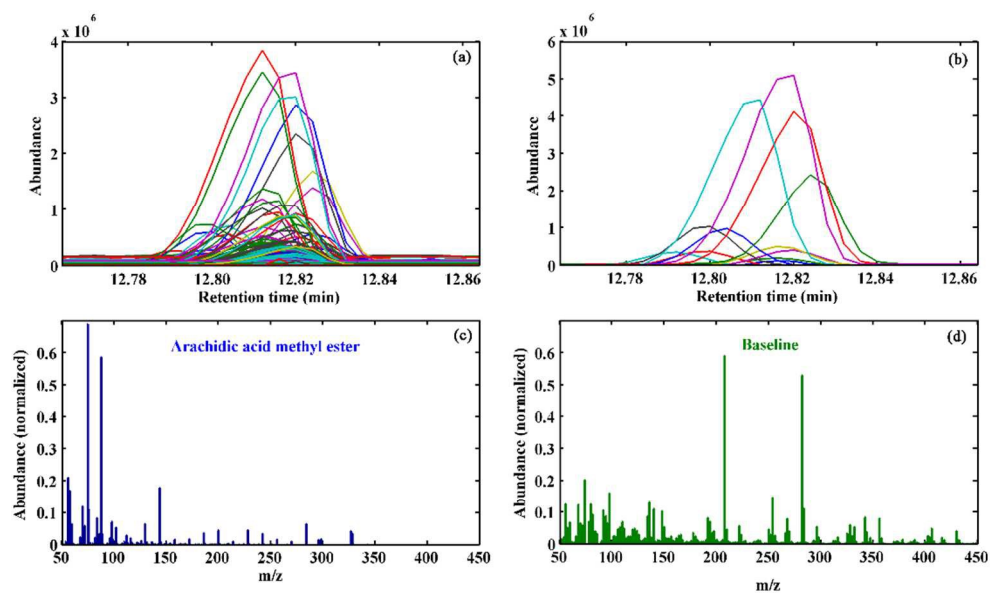 x 10⁶
(a)
4
3
2
1
0
Abundance
12.78 12.80 12.82 12.84 12.86
Retention time (min)
x 10⁶
(b)
6
5
4
3
2
1
0
Abundance
12.78 12.80 12.82 12.84 12.86
Retention time (min)
(c)
Arachidic acid methyl ester
0.6
0.5
0.4
0.3
0.2
0.1
0
Abundance (normalized)
50 100 150 200 250 300 350 400 450
m/z
(d)
Baseline
0.6
0.5
0.4
0.3
0.2
0.1
0
Abundance (normalized)
50 100 150 200 250 300 350 400 450
m/z